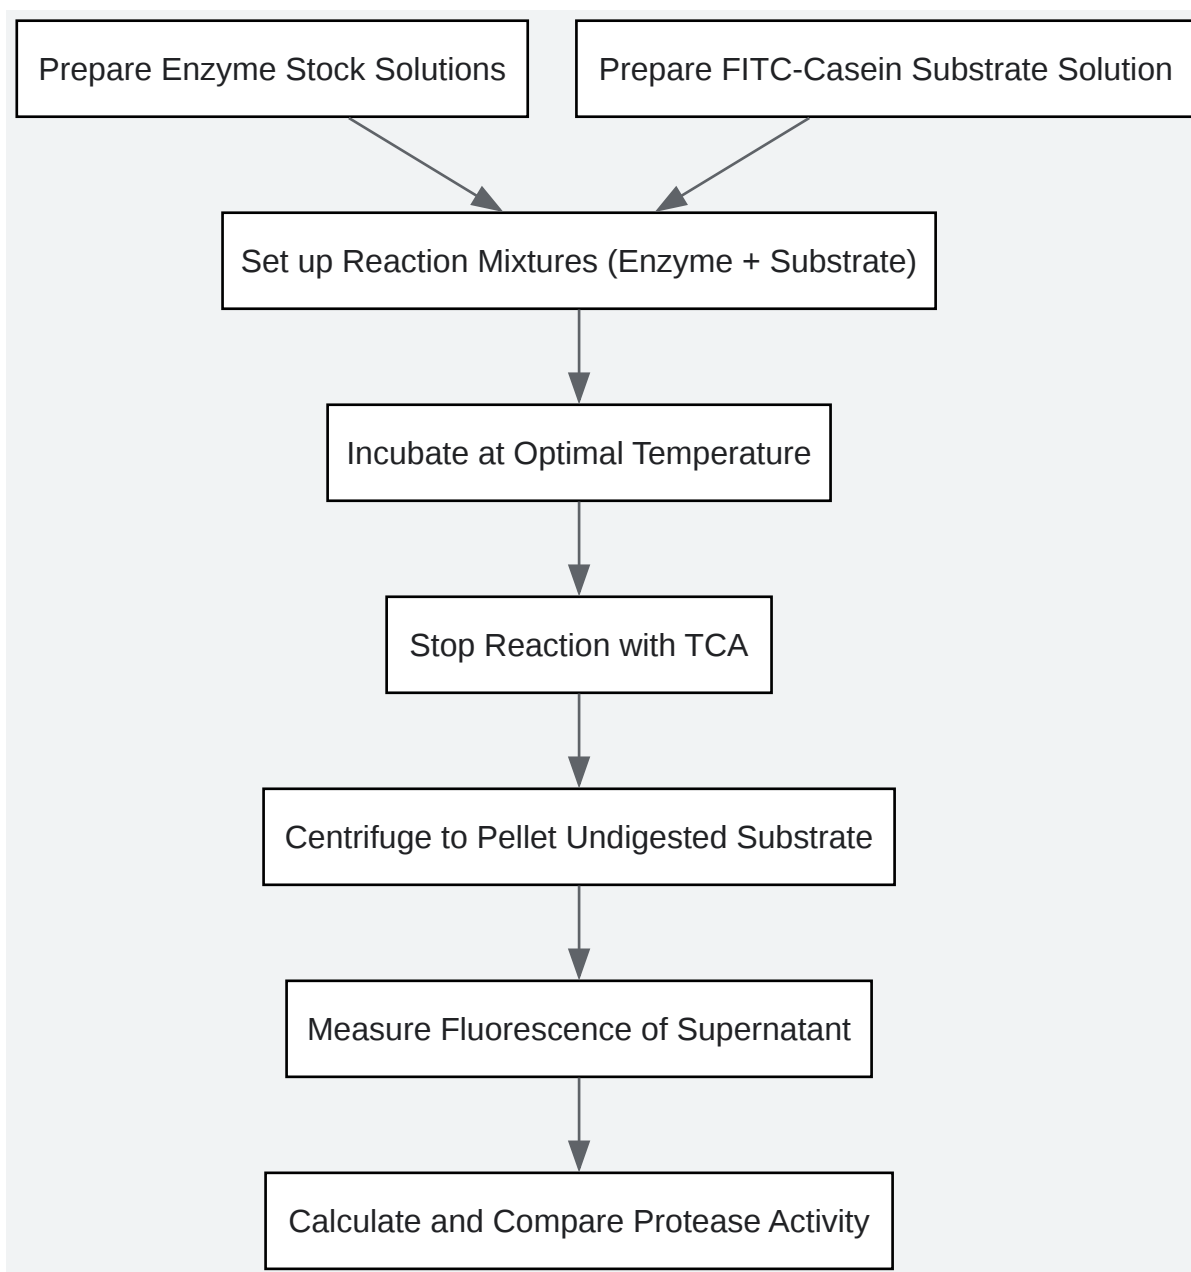 Prepare Enzyme Stock Solutions
Prepare FITC-Casein Substrate Solution
Set up Reaction Mixtures (Enzyme + Substrate)
Incubate at Optimal Temperature
Stop Reaction with TCA
Centrifuge to Pellet Undigested Substrate
Measure Fluorescence of Supernatant
Calculate and Compare Protease Activity